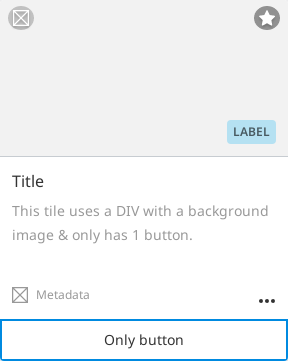 LABEL
Title
This tile uses a DIV with a background
image & only has 1 button.
Metadata
Only button